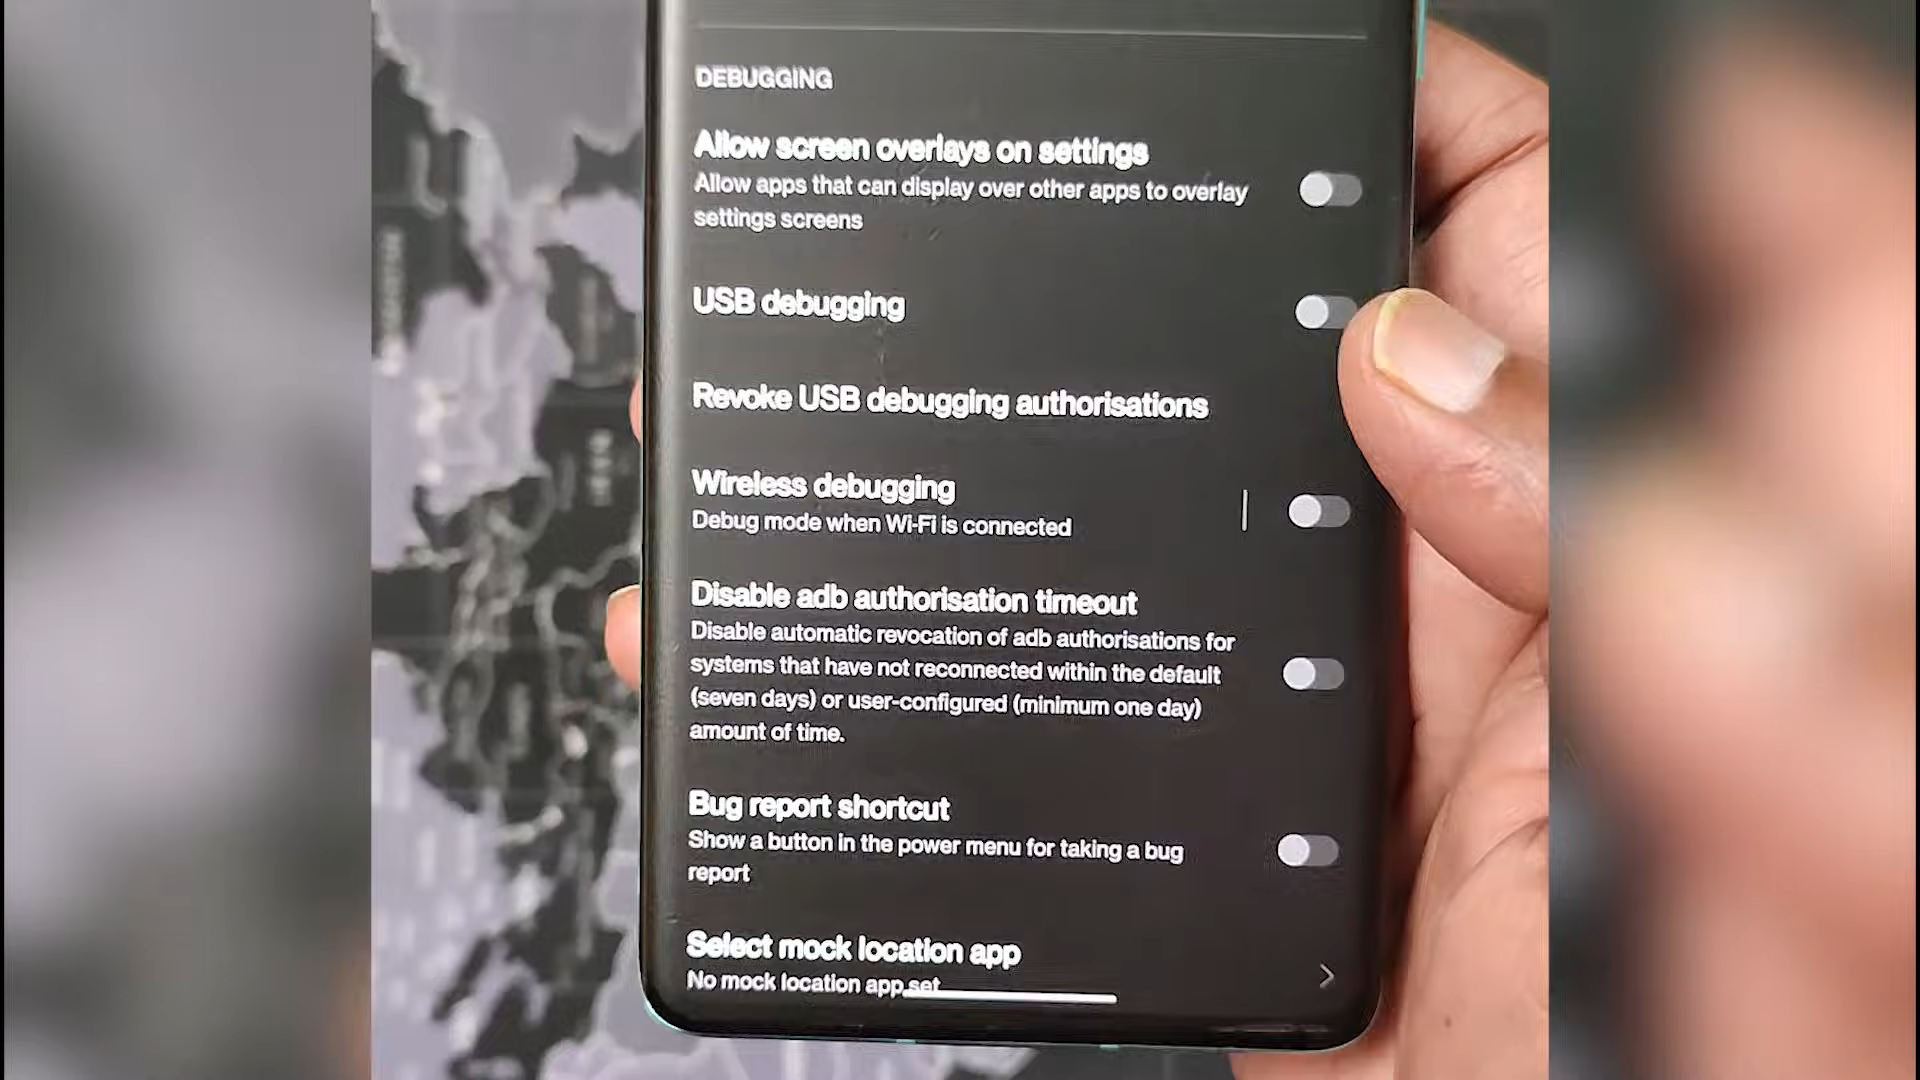 DEBUGGING
Allow screen overlays on settings
Allow apps that can display over other apps to overlay
settings screens
USB debugging
Revoke USB debugging authorisations
Wireless debugging
Debug mode when Wi-Fi is connected
Disable adb authorisation timeout
Disable automatic revocation of adb authorisations for
systems that have not reconnected within the default
(seven days) or user-configured (minimum one day)
amount of time.
Bug report shortcut
Show a button in the power menu for taking a bug
report
Select mock location app
No mock location app set